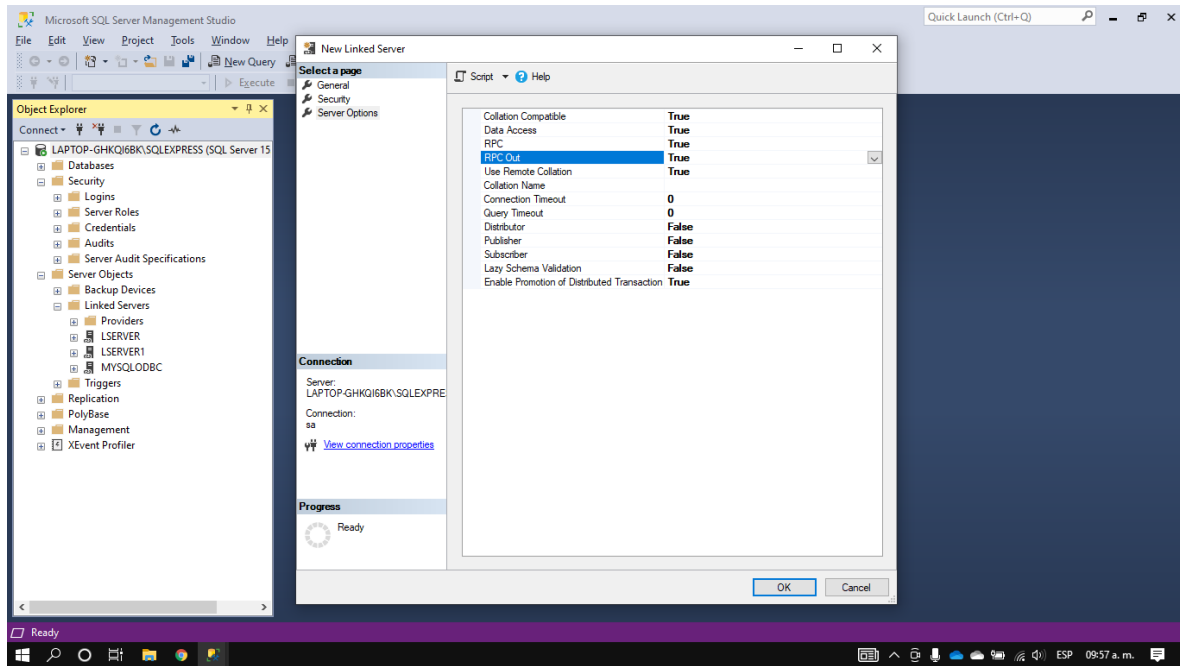 Microsoft SQL Server Management Studio
Quick Launch (Ctrl+Q)
File Edit View Project Tools Window Help
New Query
Execute
Object Explorer
Connect
LAPTOP-GHKQI6BK\SQLEXPRESS (SQL Server 15
Databases
Security
Logins
Server Roles
Credentials
Audits
Server Audit Specifications
Server Objects
Backup Devices
Linked Servers
Providers
LSERVER
LSERVER1
MYSQLODBC
Triggers
Replication
PolyBase
Management
XEvent Profiler
New Linked Server
Select a page
General
Security
Server Options
Script Help
Collation Compatible True
Data Access True
RPC True
RPC Out True
Use Remote Collation True
Collation Name
Connection Timeout 0
Query Timeout 0
Distributor False
Publisher False
Subscriber False
Lazy Schema Validation False
Enable Promotion of Distributed Transaction True
Connection
Server:
LAPTOP-GHKQI6BK\SQLEXPRE
Connection:
sa
View connection properties
Progress
Ready
OK Cancel
Ready
ESP 09:57 a. m.